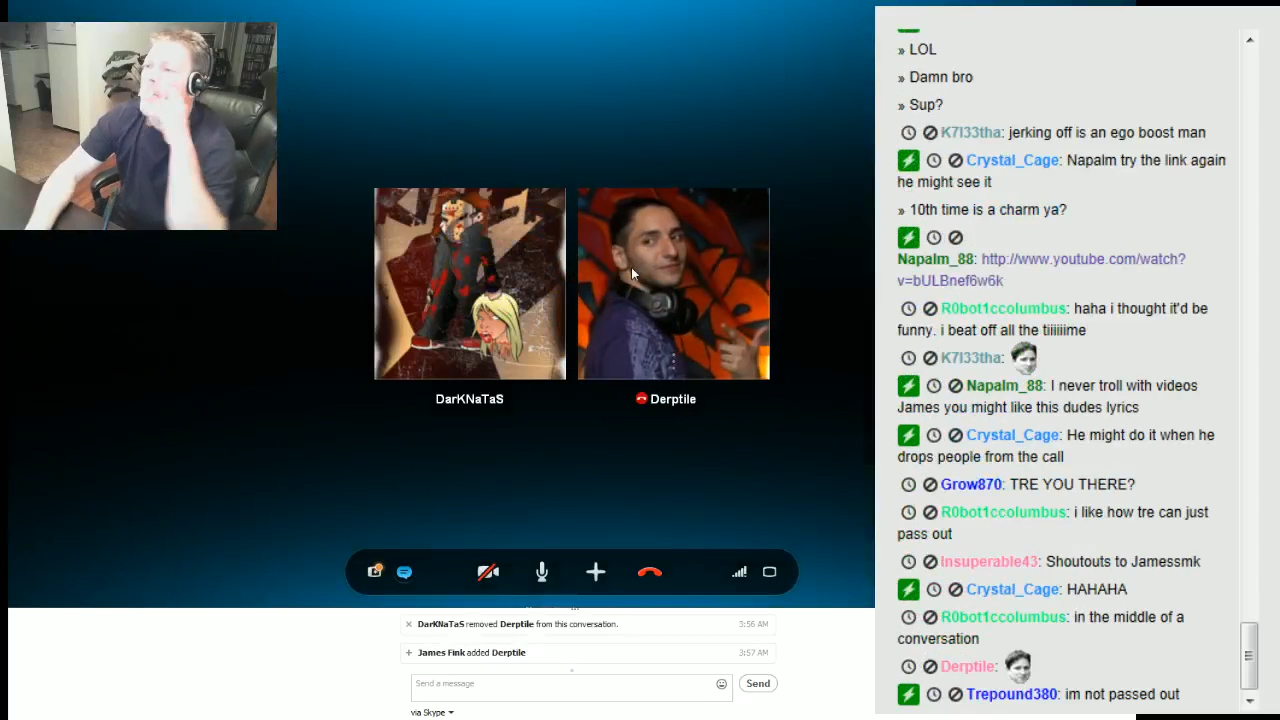 » LOL
» Damn bro
» Sup?
K7l33tha: jerking off is an ego boost man
Crystal_Cage: Napalm try the link again
he might see it
» 10th time is a charm ya?
Napalm_88: http://www.youtube.com/watch?
v=bULBnef6w6k
R0bot1ccolumbus: haha i thought it'd be
funny. i beat off all the tiiiiiime
K7l33tha:
Napalm_88: I never troll with videos
James you might like this dudes lyrics
Crystal_Cage: He might do it when he
drops people from the call
Grow870: TRE YOU THERE?
R0bot1ccolumbus: i like how tre can just
pass out
Insuperable43: Shoutouts to Jamessmk
Crystal_Cage: HAHAHA
R0bot1ccolumbus: in the middle of a
conversation
Derptile:
Trepound380: im not passed out
DarKNaTaS
Derptile
DarKNaTaS removed Derptile from this conversation. 3:56 AM
James Fink added Derptile 3:57 AM
Send a message
Send
via Skype